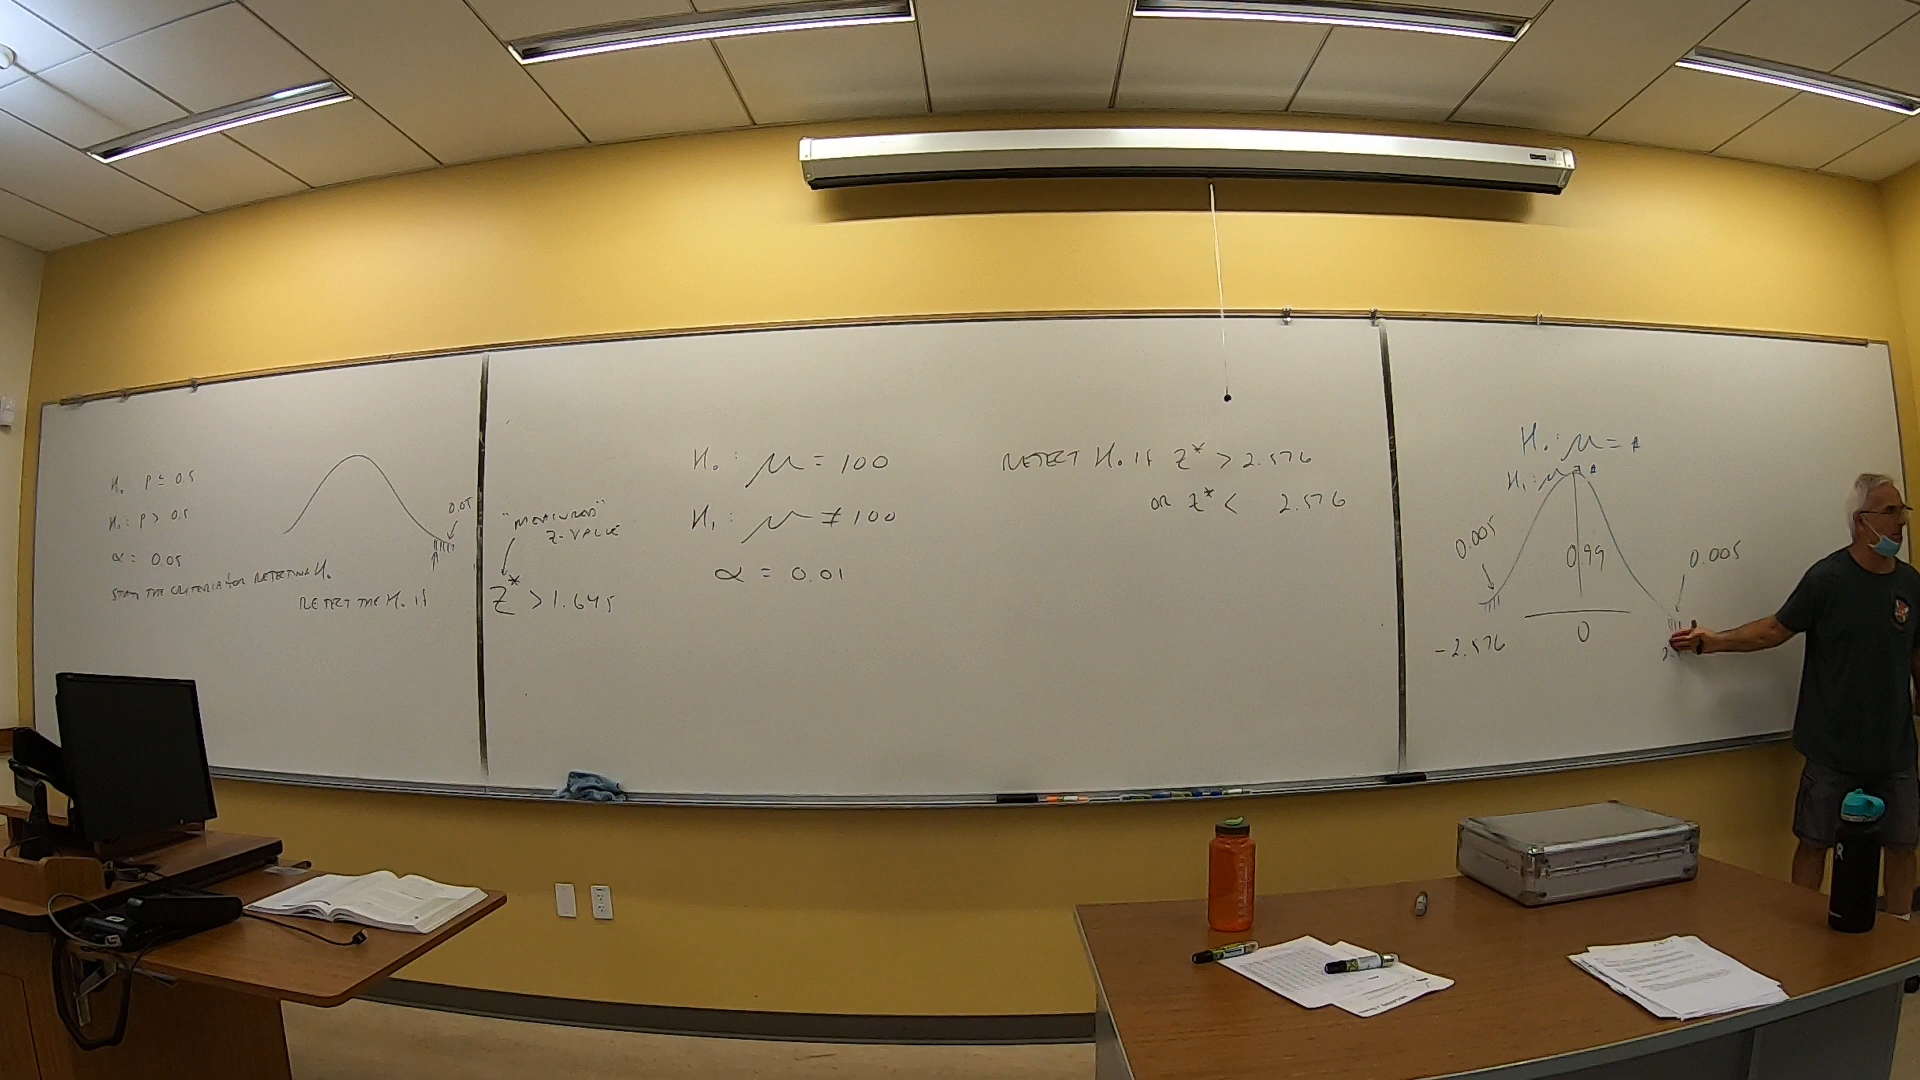 H₀ P ≤ 0.5
H₁: P > 0.5
α = 0.05
STATE THE CRITERIA for REJECTING H₀
REJECT THE H₀ if
0.05
"MEASURED"
Z-VALUE
Z* > 1.645
H₀: μ = 100
H₁: μ ≠ 100
α = 0.01
REJECT H₀ if Z* > 2.576
OR Z* < 2.576
H₀: μ =
H₁: μ
0.005
0.99
0.005
-2.576
0